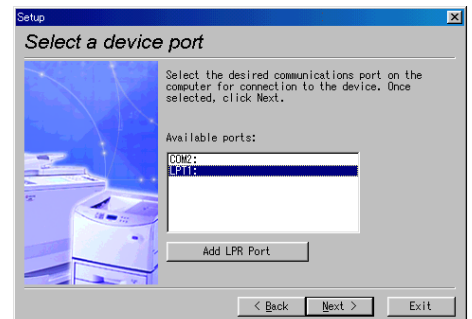 Setup
Select a device port
Select the desired communications port on the
computer for connection to the device. Once
selected, click Next.
Available ports:
COM2:
LPT1:
Add LPR Port
< Back
Next >
Exit